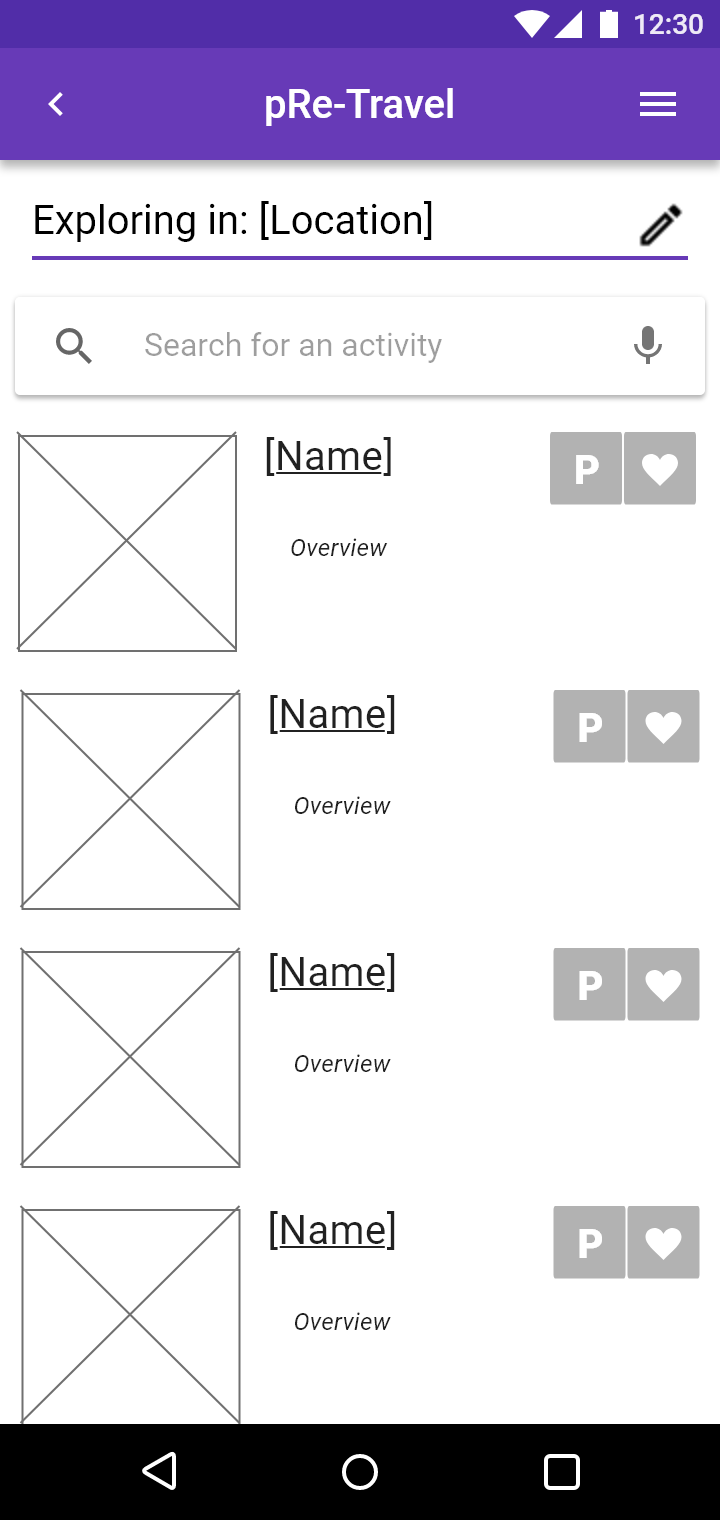 12:30
pRe-Travel
Exploring in: [Location]
Search for an activity
[Name]
P
Overview
[Name]
P
Overview
[Name]
P
Overview
[Name]
P
Overview